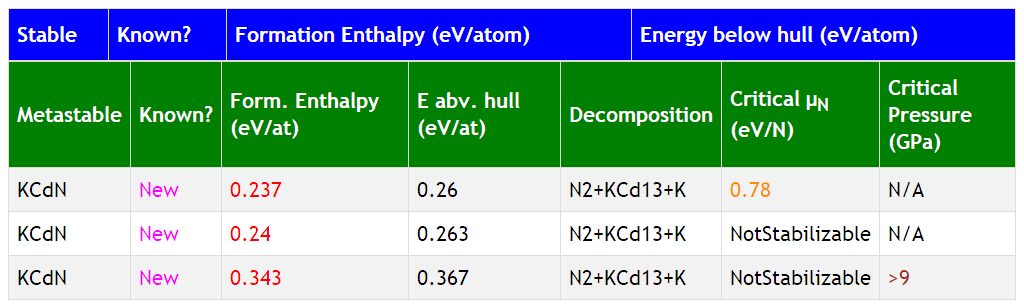 Stable Known? Formation Enthalpy (eV/atom) Energy below hull (eV/atom)
Metastable Known? Form. Enthalpy (eV/at) E abv. hull (eV/at) Decomposition Critical μN (eV/N) Critical Pressure (GPa)
KCdN New 0.237 0.26 N2+KCd13+K 0.78 N/A
KCdN New 0.24 0.263 N2+KCd13+K NotStabilizable N/A
KCdN New 0.343 0.367 N2+KCd13+K NotStabilizable >9